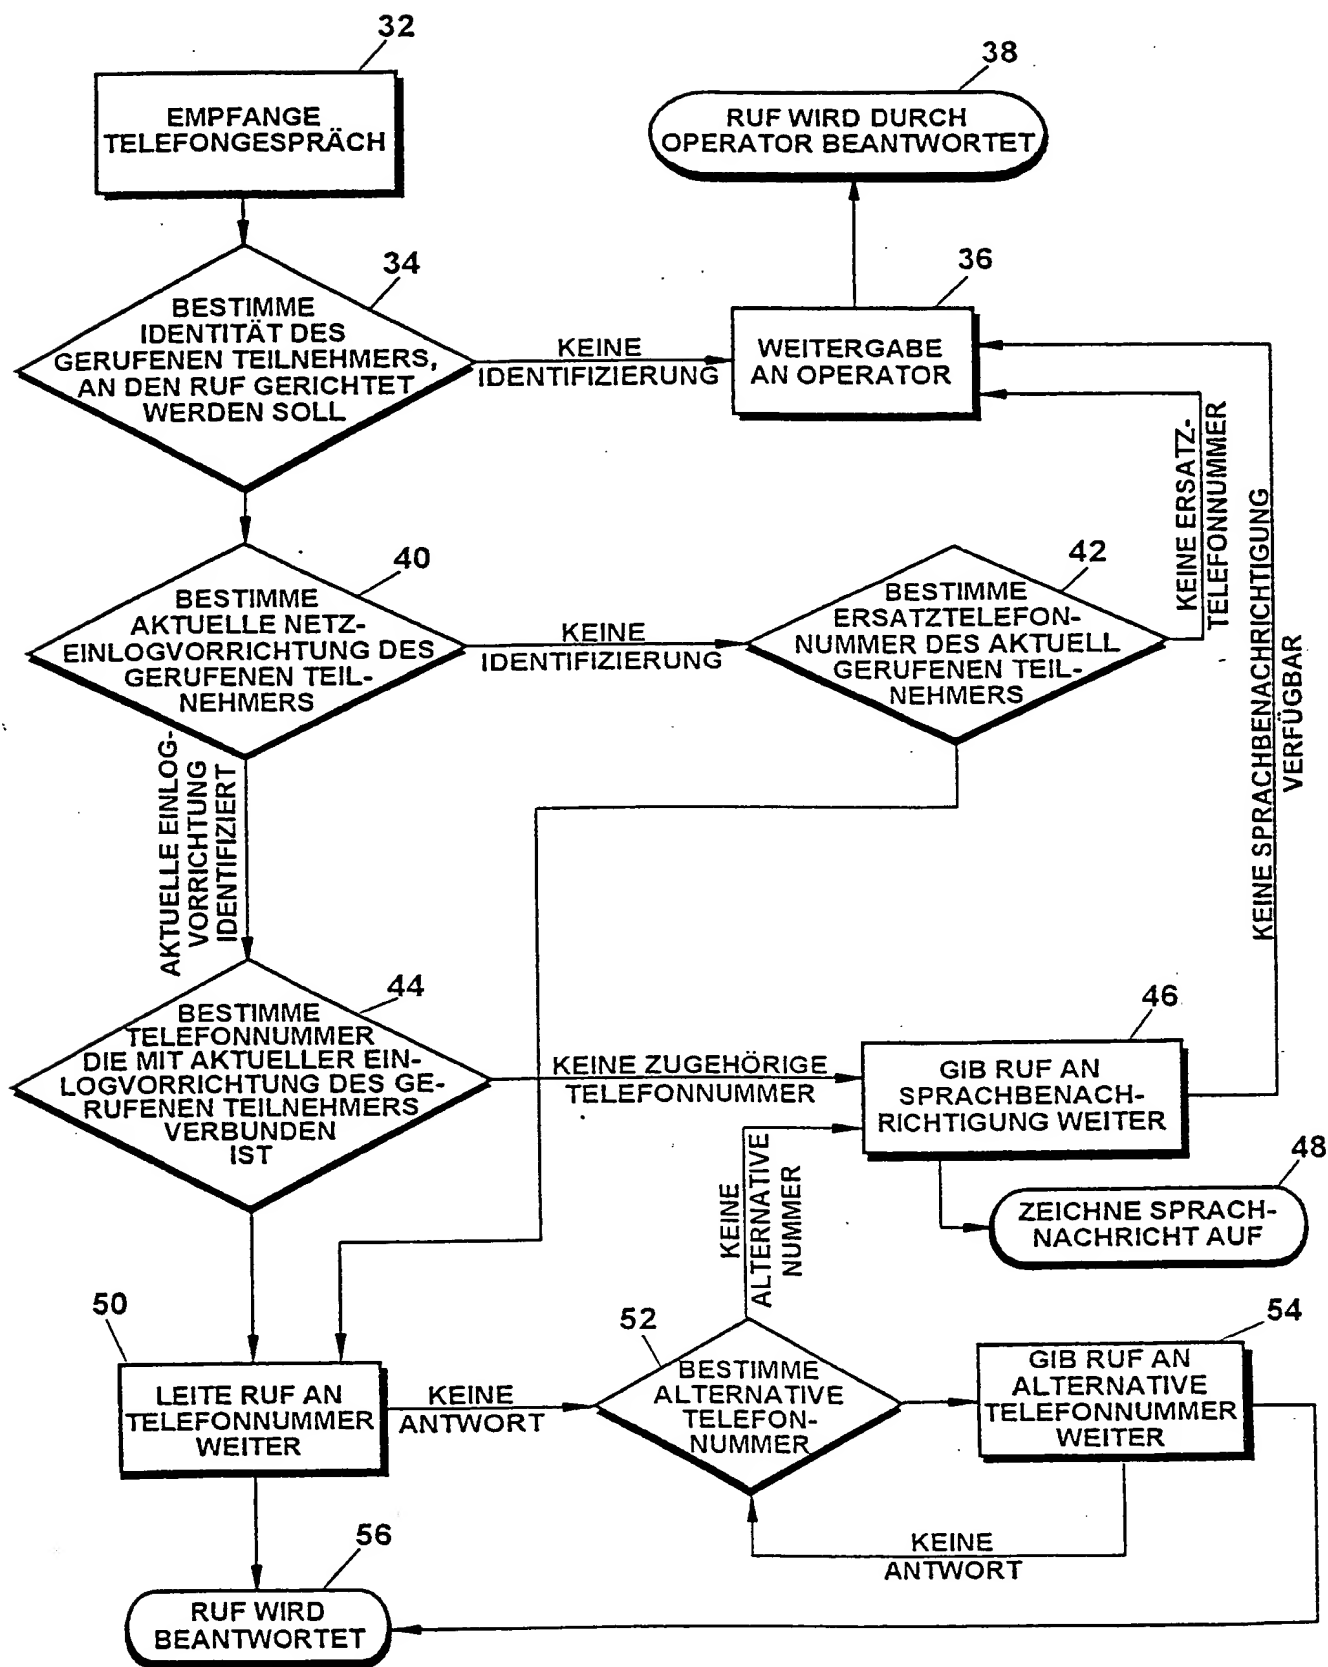 32
EMPFANGE
TELEFONGESPRÄCH
38
RUF WIRD DURCH
OPERATOR BEANTWORTET
34
BESTIMME
IDENTITÄT DES
GERUFENEN TEILNEHMERS,
AN DEN RUF GERICHTET
WERDEN SOLL
KEINE
IDENTIFIZIERUNG
36
WEITERGABE
AN OPERATOR
40
BESTIMME
AKTUELLE NETZ-
EINLOGVORRICHTUNG DES
GERUFENEN TEIL-
NEHMERS
KEINE
IDENTIFIZIERUNG
42
BESTIMME
ERSATZTELEFON-
NUMMER DES AKTUELL
GERUFENEN TEIL-
NEHMERS
KEINE ERSATZ-
TELEFONNUMMER
KEINE SPRACHBENACHRICHTIGUNG
VERFÜGBAR
AKTUELLE EINLOG-
VORRICHTUNG
IDENTIFIZIERT
44
BESTIMME
TELEFONNUMMER
DIE MIT AKTUELLER EIN-
LOGVORRICHTUNG DES GE-
RUFENEN TEILNEHMERS
VERBUNDEN
IST
KEINE ZUGEHÖRIGE
TELEFONNUMMER
46
GIB RUF AN
SPRACHBENACH-
RICHTIGUNG WEITER
48
ZEICHNE SPRACH-
NACHRICHT AUF
KEINE
ALTERNATIVE
NUMMER
50
LEITE RUF AN
TELEFONNUMMER
WEITER
KEINE
ANTWORT
52
BESTIMME
ALTERNATIVE
TELEFON-
NUMMER
54
GIB RUF AN
ALTERNATIVE
TELEFONNUMMER
WEITER
KEINE
ANTWORT
56
RUF WIRD
BEANTWORTET